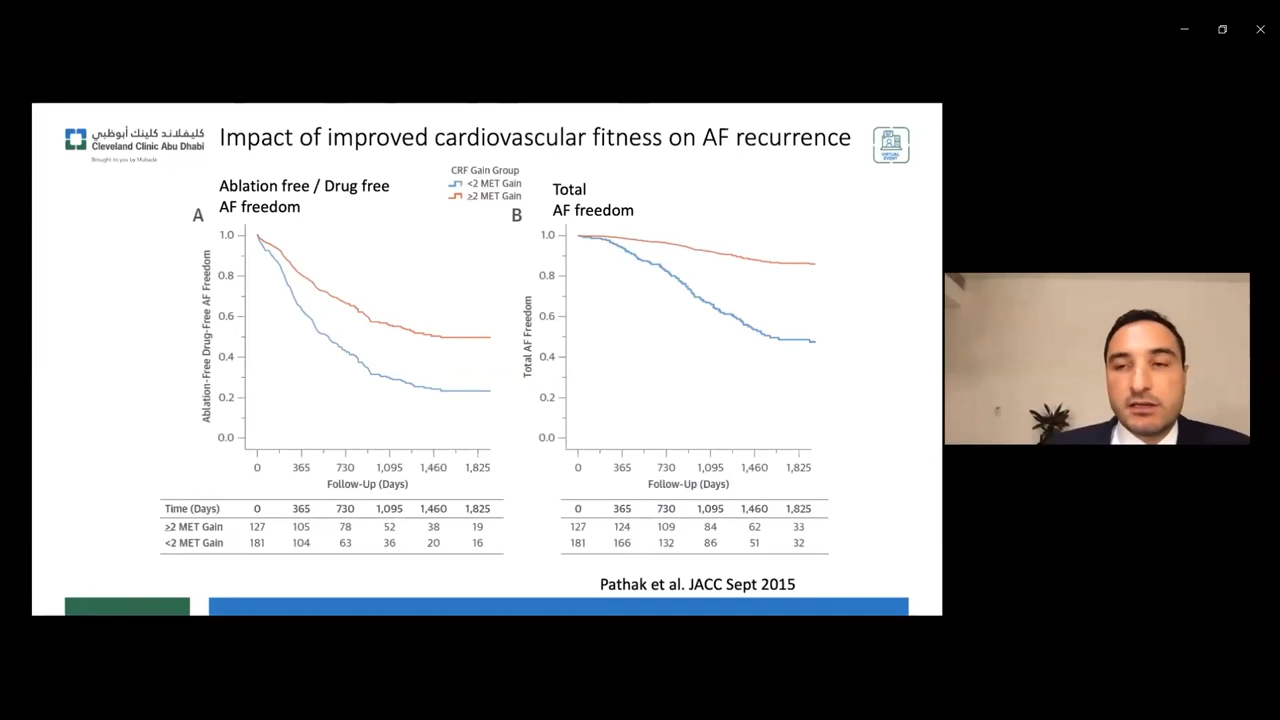 كليفلاند كلينك أبوظبي
Cleveland Clinic Abu Dhabi
Brought to you by Mubadala
Impact of improved cardiovascular fitness on AF recurrence
VIRTUAL
EVENT
Ablation free / Drug free
AF freedom
CRF Gain Group
<2 MET Gain
≥2 MET Gain
Total
AF freedom
A
Ablation-Free Drug-Free AF Freedom
1.0
0.8
0.6
0.4
0.2
0.0
0 365 730 1,095 1,460 1,825
Follow-Up (Days)
B
Total AF Freedom
1.0
0.8
0.6
0.4
0.2
0.0
0 365 730 1,095 1,460 1,825
Follow-Up (Days)
Time (Days) 0 365 730 1,095 1,460 1,825
≥2 MET Gain 127 105 78 52 38 19
<2 MET Gain 181 104 63 36 20 16
0 365 730 1,095 1,460 1,825
127 124 109 84 62 33
181 166 132 86 51 32
Pathak et al. JACC Sept 2015